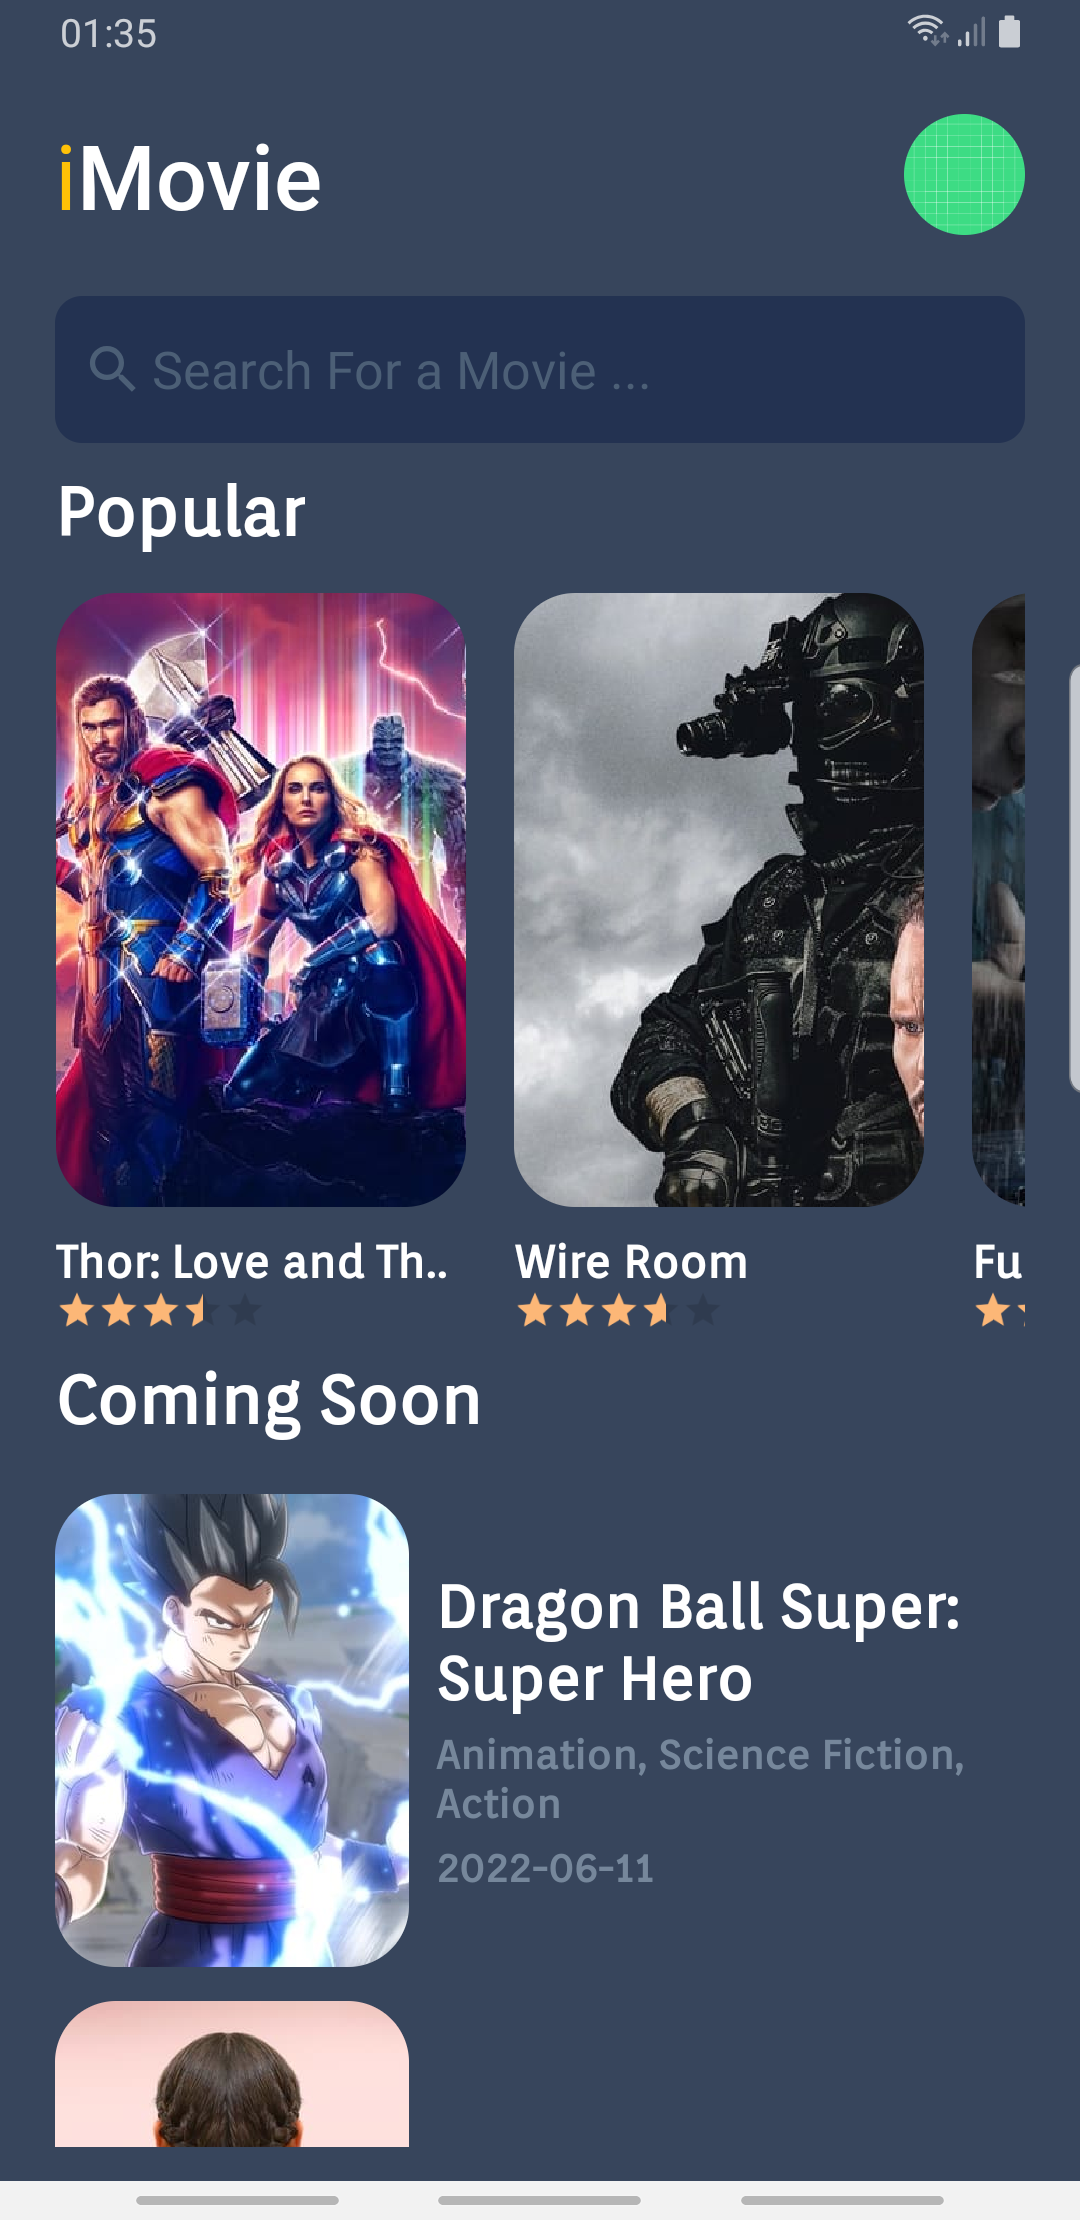 01:35
iMovie
Search For a Movie ...
Popular
Thor: Love and Th..
Wire Room
Fu
Coming Soon
Dragon Ball Super:
Super Hero
Animation, Science Fiction,
Action
2022-06-11